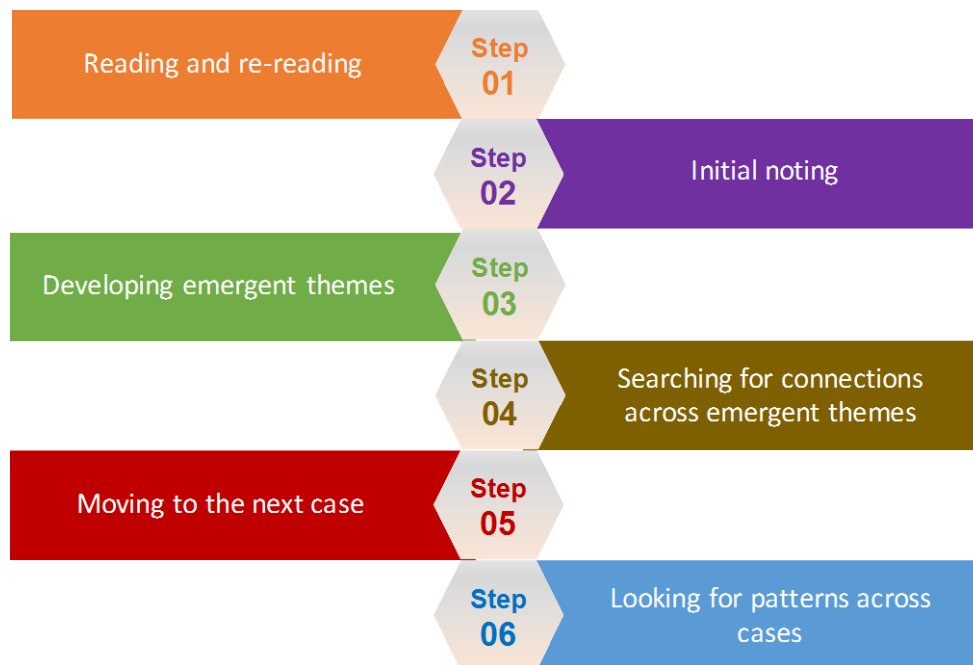 Reading and re-reading
Step
01
Step
02
Initial noting
Developing emergent themes
Step
03
Step
04
Searching for connections
across emergent themes
Moving to the next case
Step
05
Step
06
Looking for patterns across
cases